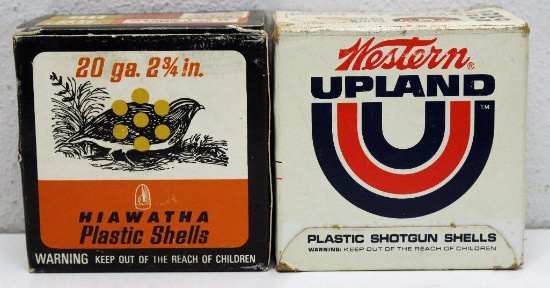 20 ga. 2¾ in.
HIAWATHA
Plastic Shells
WARNING KEEP OUT OF THE REACH OF CHILDREN
Western®
UPLAND
TM
PLASTIC SHOTGUN SHELLS
WARNING: KEEP OUT OF THE REACH OF CHILDREN